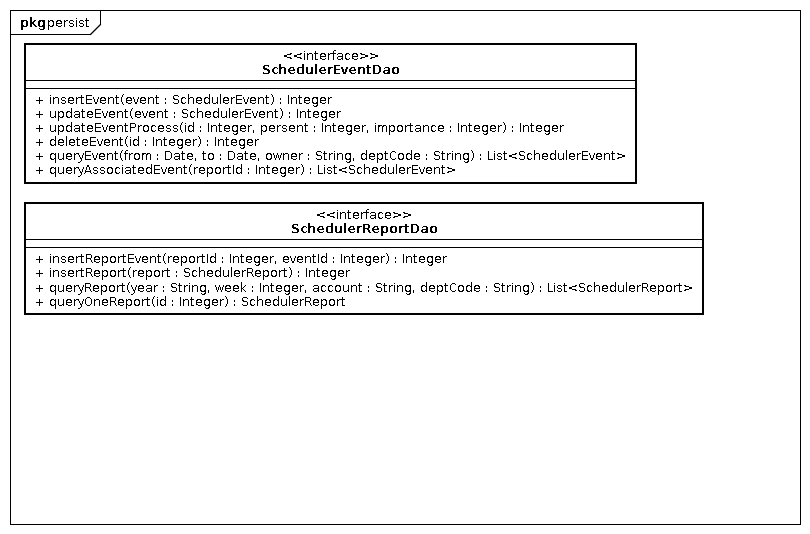 pkg persist
<<interface>>
SchedulerEventDao
+ insertEvent(event : SchedulerEvent) : Integer
+ updateEvent(event : SchedulerEvent) : Integer
+ updateEventProcess(id : Integer, persent : Integer, importance : Integer) : Integer
+ deleteEvent(id : Integer) : Integer
+ queryEvent(from : Date, to : Date, owner : String, deptCode : String) : List<SchedulerEvent>
+ queryAssociatedEvent(reportId : Integer) : List<SchedulerEvent>
<<interface>>
SchedulerReportDao
+ insertReportEvent(reportId : Integer, eventId : Integer) : Integer
+ insertReport(report : SchedulerReport) : Integer
+ queryReport(year : String, week : Integer, account : String, deptCode : String) : List<SchedulerReport>
+ queryOneReport(id : Integer) : SchedulerReport